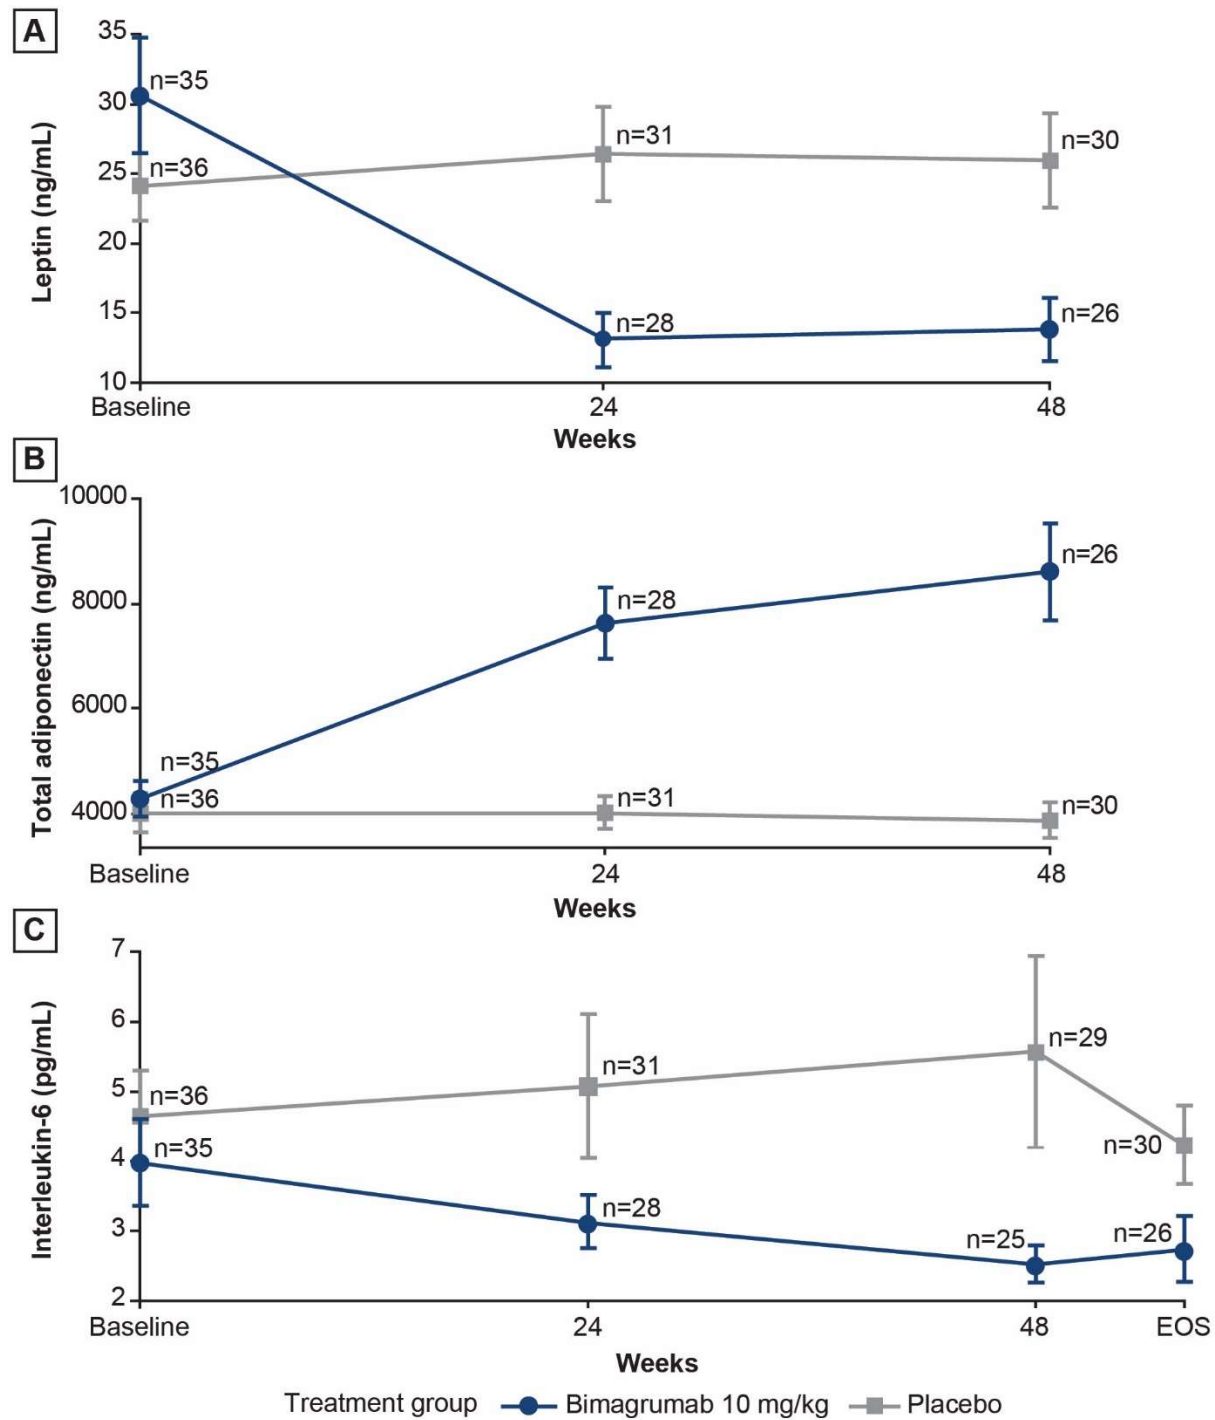 A
Leptin (ng/mL)
35
30
25
20
15
10
n=35
n=36
n=31
n=30
n=28
n=26
Baseline
24
48
Weeks
B
Total adiponectin (ng/mL)
10000
8000
6000
4000
n=26
n=28
n=35
n=36
n=31
n=30
Baseline
24
48
Weeks
C
Interleukin-6 (pg/mL)
7
6
5
4
3
2
n=29
n=31
n=36
n=35
n=30
n=28
n=25
n=26
Baseline
24
48
EOS
Weeks
Treatment group Bimagrumab 10 mg/kg Placebo